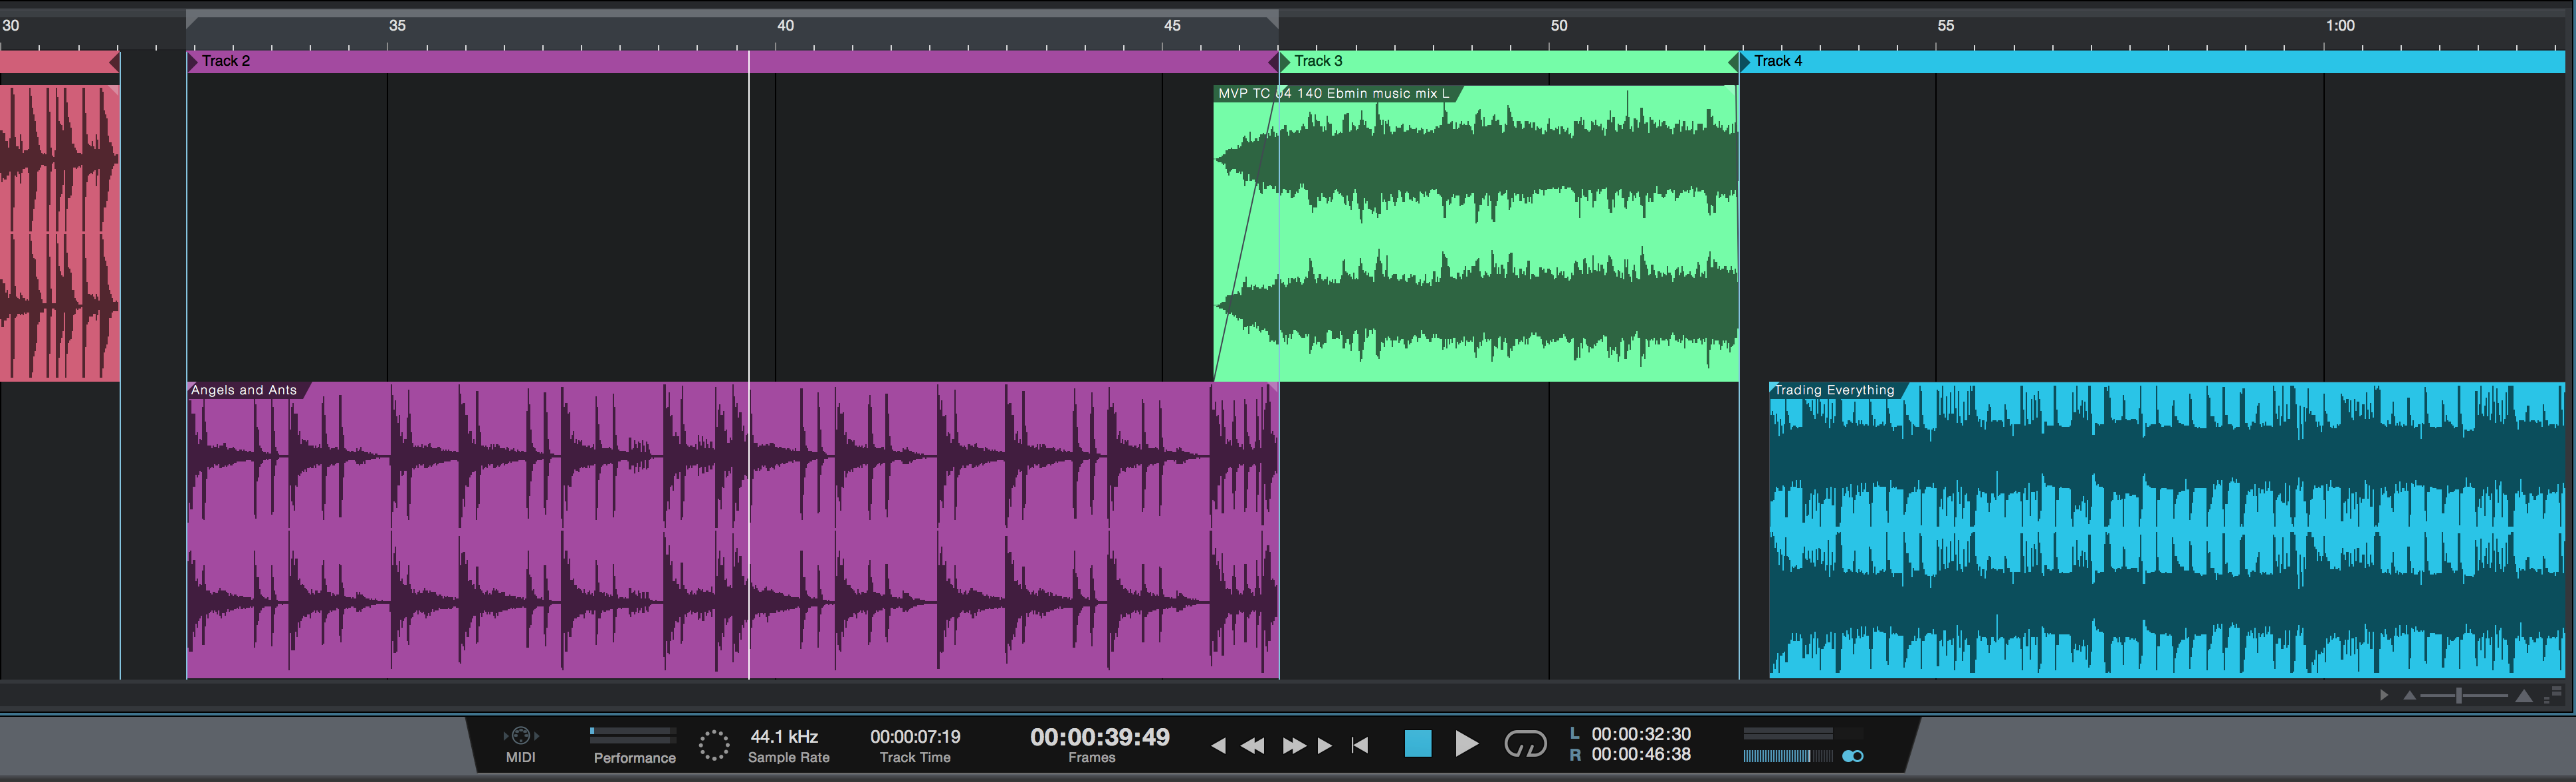 30 35 40 45 50 55 1:00
Track 2 Track 3 Track 4
MVP TC 84 140 Ebmin music mix L
Angels and Ants Trading Everything
MIDI
Performance
44.1 kHz
Sample Rate
00:00:07:19
Track Time
00:00:39:49
Frames
L 00:00:32:30
R 00:00:46:38